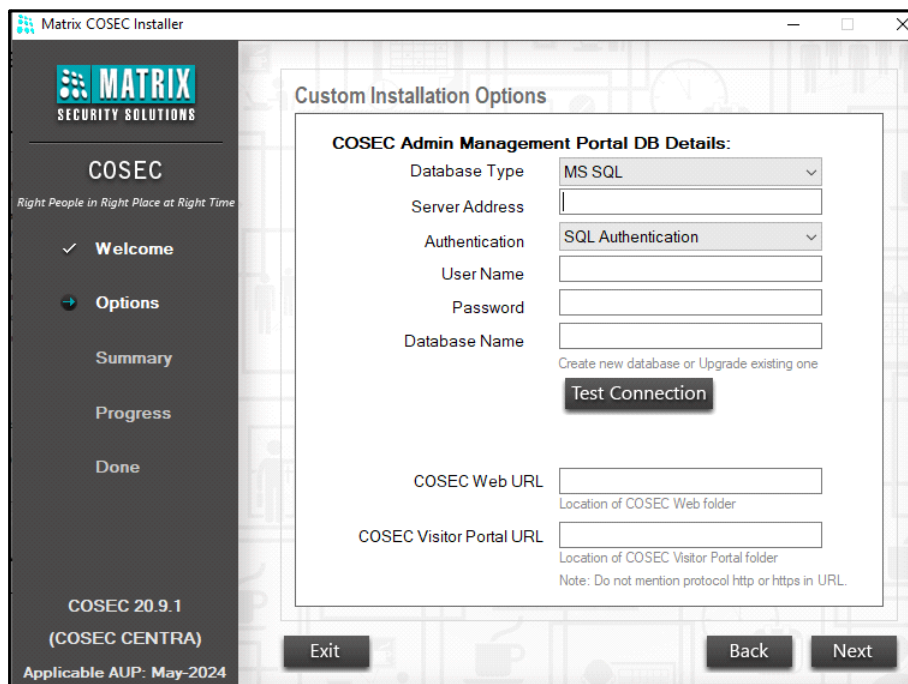 Matrix COSEC Installer
MATRIX
SECURITY SOLUTIONS
COSEC
Right People in Right Place at Right Time
Welcome
Options
Summary
Progress
Done
COSEC 20.9.1
(COSEC CENTRA)
Applicable AUP: May-2024
Custom Installation Options
COSEC Admin Management Portal DB Details:
Database Type MS SQL
Server Address
Authentication SQL Authentication
User Name
Password
Database Name
Create new database or Upgrade existing one
Test Connection
COSEC Web URL
Location of COSEC Web folder
COSEC Visitor Portal URL
Location of COSEC Visitor Portal folder
Note: Do not mention protocol http or https in URL.
Exit Back Next